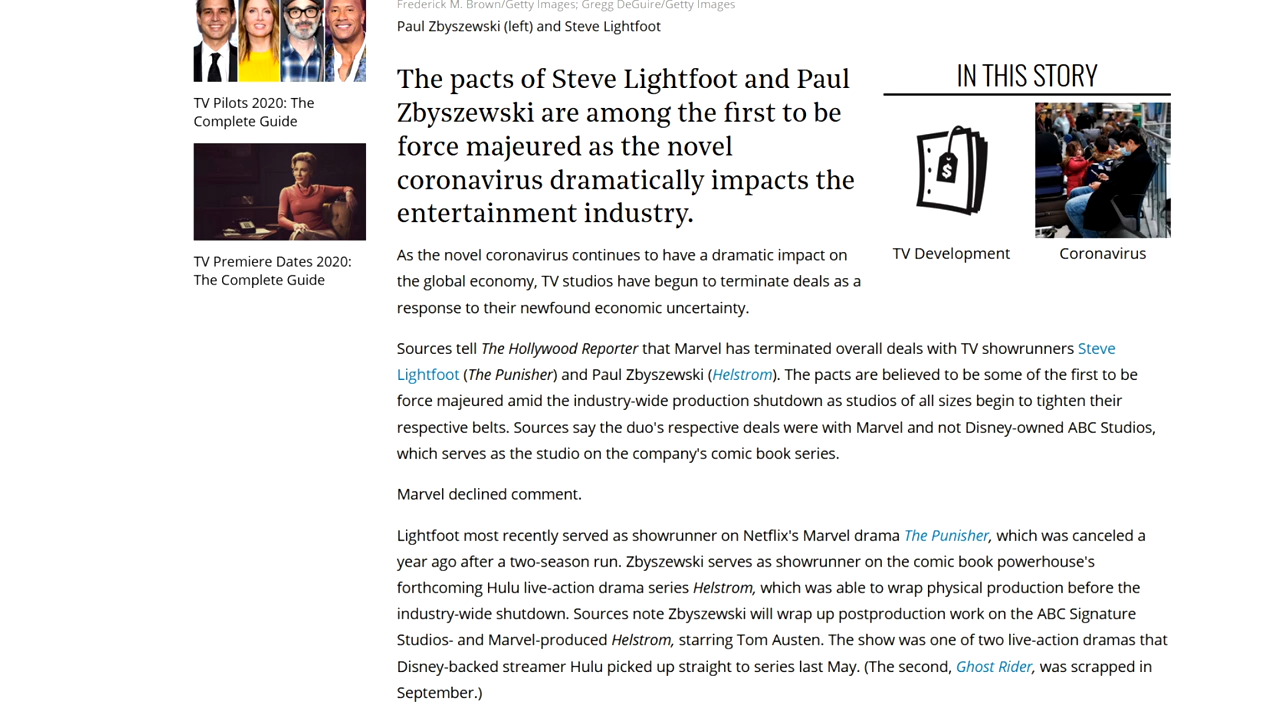 Frederick M. Brown/Getty Images; Gregg DeGuire/Getty Images
Paul Zbyszewski (left) and Steve Lightfoot
TV Pilots 2020: The
Complete Guide
TV Premiere Dates 2020:
The Complete Guide
The pacts of Steve Lightfoot and Paul
Zbyszewski are among the first to be
force majeured as the novel
coronavirus dramatically impacts the
entertainment industry.
IN THIS STORY
$
TV Development
Coronavirus
As the novel coronavirus continues to have a dramatic impact on
the global economy, TV studios have begun to terminate deals as a
response to their newfound economic uncertainty.
Sources tell The Hollywood Reporter that Marvel has terminated overall deals with TV showrunners Steve
Lightfoot (The Punisher) and Paul Zbyszewski (Helstrom). The pacts are believed to be some of the first to be
force majeured amid the industry-wide production shutdown as studios of all sizes begin to tighten their
respective belts. Sources say the duo's respective deals were with Marvel and not Disney-owned ABC Studios,
which serves as the studio on the company's comic book series.
Marvel declined comment.
Lightfoot most recently served as showrunner on Netflix's Marvel drama The Punisher, which was canceled a
year ago after a two-season run. Zbyszewski serves as showrunner on the comic book powerhouse's
forthcoming Hulu live-action drama series Helstrom, which was able to wrap physical production before the
industry-wide shutdown. Sources note Zbyszewski will wrap up postproduction work on the ABC Signature
Studios- and Marvel-produced Helstrom, starring Tom Austen. The show was one of two live-action dramas that
Disney-backed streamer Hulu picked up straight to series last May. (The second, Ghost Rider, was scrapped in
September.)